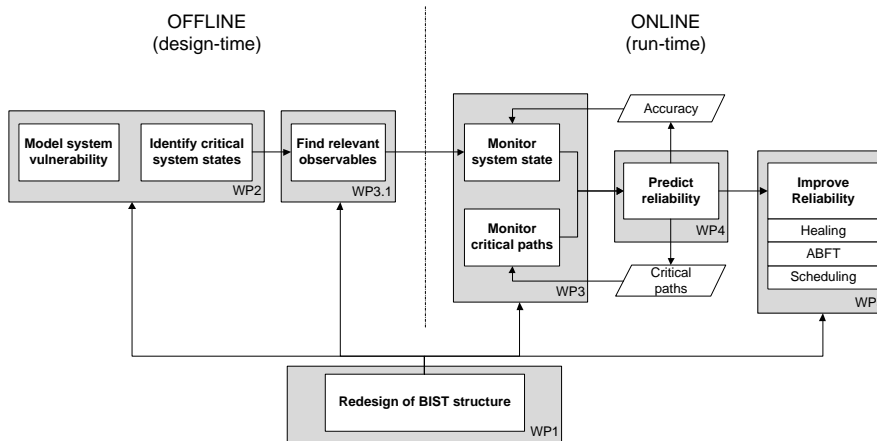 OFFLINE
(design-time)
ONLINE
(run-time)
Model system
vulnerability
Identify critical
system states
WP2
Find relevant
observables
WP3.1
Monitor
system state
Monitor
critical paths
WP3
Accuracy
Predict
reliability
WP4
Critical
paths
Improve
Reliability
Healing
ABFT
Scheduling
WP
Redesign of BIST structure
WP1